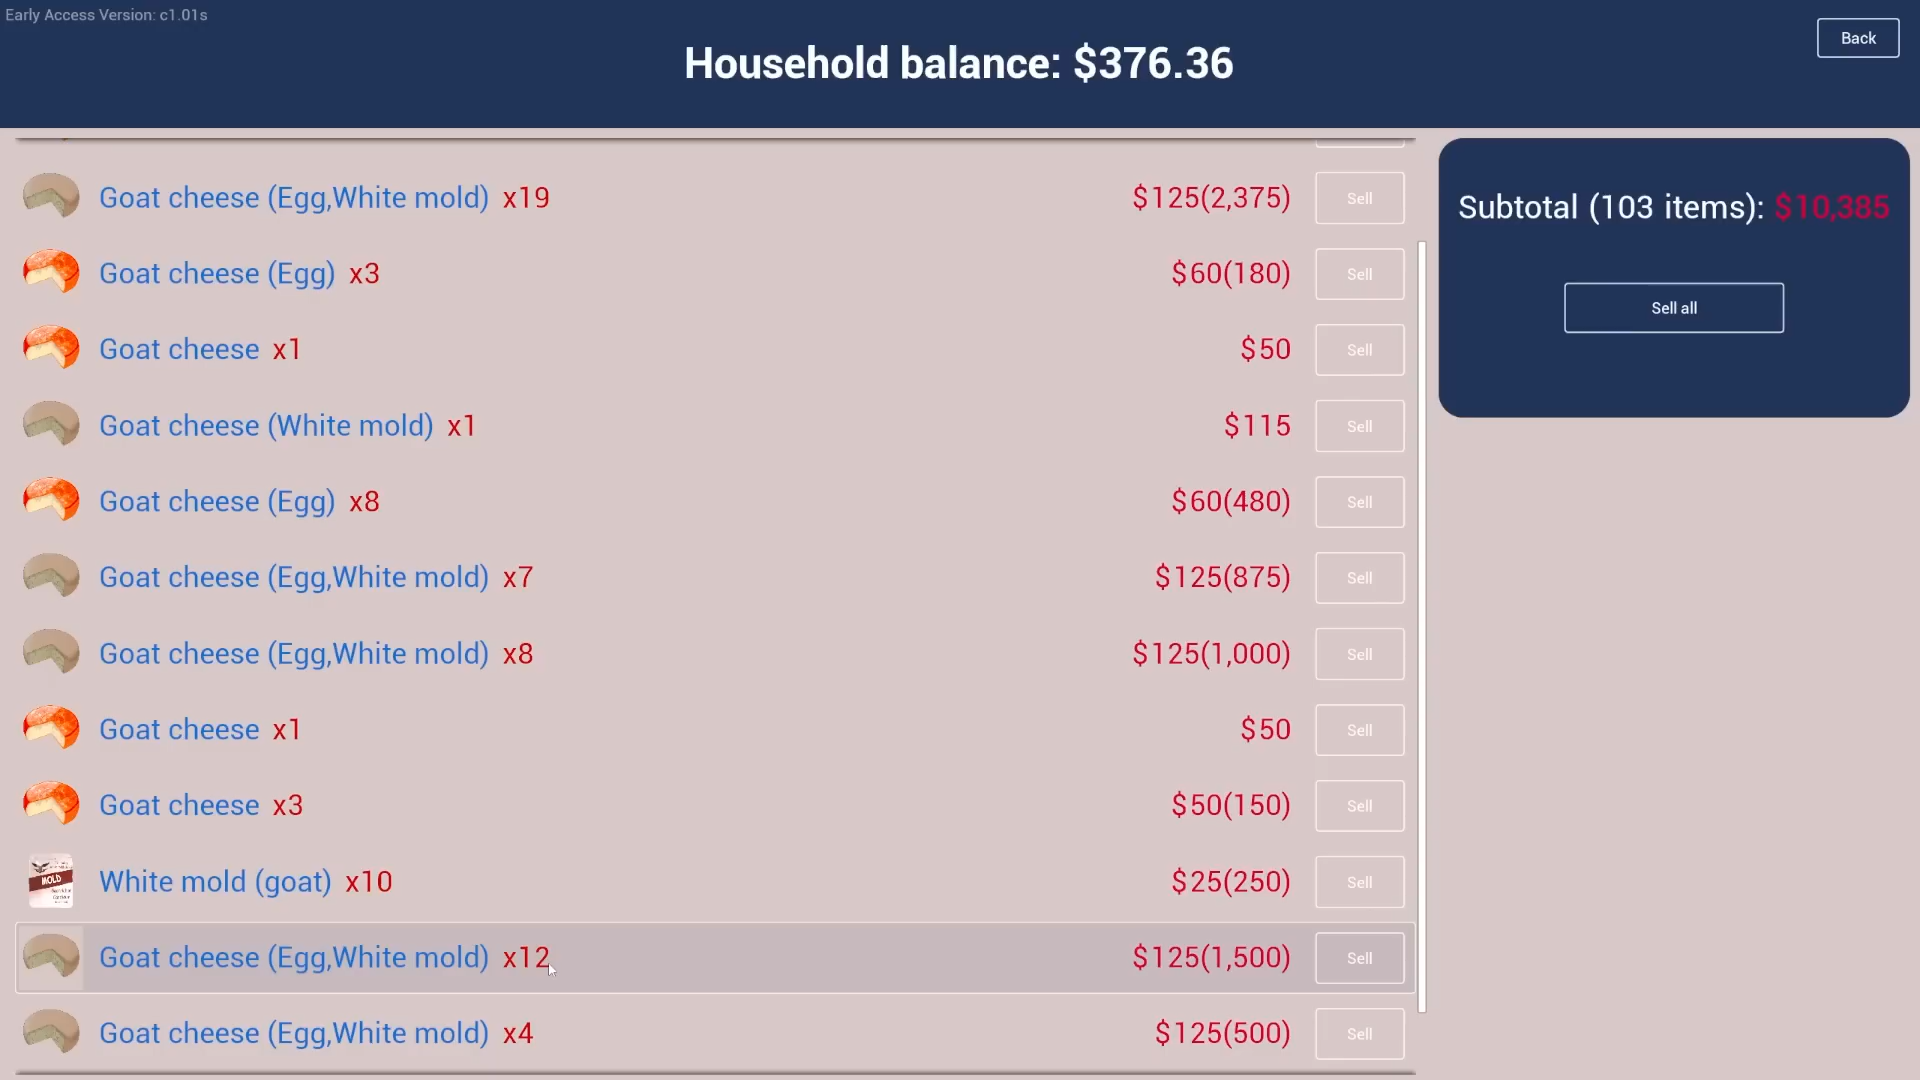 Early Access Version: c1.01s
Household balance: $376.36
Back
Goat cheese (Egg,White mold) x19 $125(2,375) Sell
Goat cheese (Egg) x3 $60(180) Sell
Goat cheese x1 $50 Sell
Goat cheese (White mold) x1 $115 Sell
Goat cheese (Egg) x8 $60(480) Sell
Goat cheese (Egg,White mold) x7 $125(875) Sell
Goat cheese (Egg,White mold) x8 $125(1,000) Sell
Goat cheese x1 $50 Sell
Goat cheese x3 $50(150) Sell
MOLD
White mold (goat) x10 $25(250) Sell
Goat cheese (Egg,White mold) x12 $125(1,500) Sell
Goat cheese (Egg,White mold) x4 $125(500) Sell
Subtotal (103 items): $10,385
Sell all